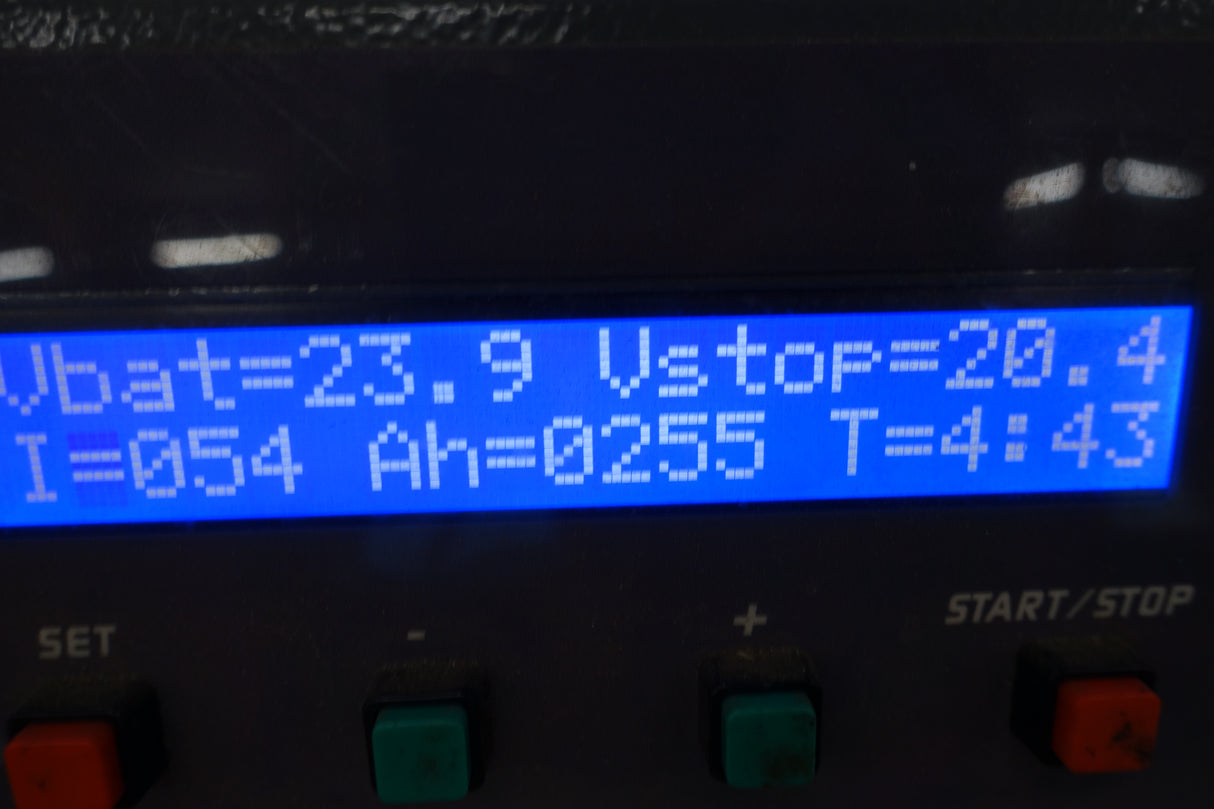 Vbat=23.9 Vstop=20.4
I=054 Ah=0255 T=4:43
SET - + START/STOP